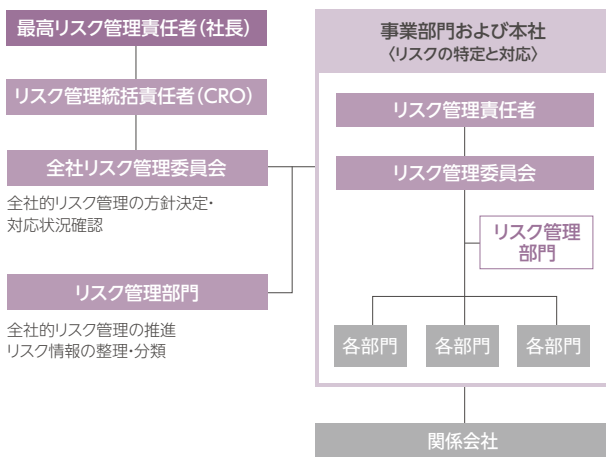 最高リスク管理責任者(社長)
リスク管理統括責任者(CRO)
全社リスク管理委員会
全社的リスク管理の方針決定・
対応状況確認
リスク管理部門
全社的リスク管理の推進
リスク情報の整理・分類
事業部門および本社
〈リスクの特定と対応〉
リスク管理責任者
リスク管理委員会
リスク管理
部門
各部門
各部門
各部門
関係会社